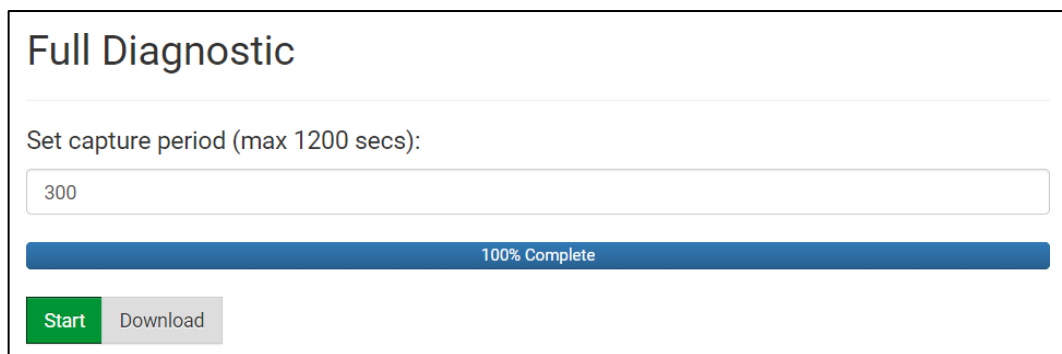 Full Diagnostic
Set capture period (max 1200 secs):
300
100% Complete
Start Download